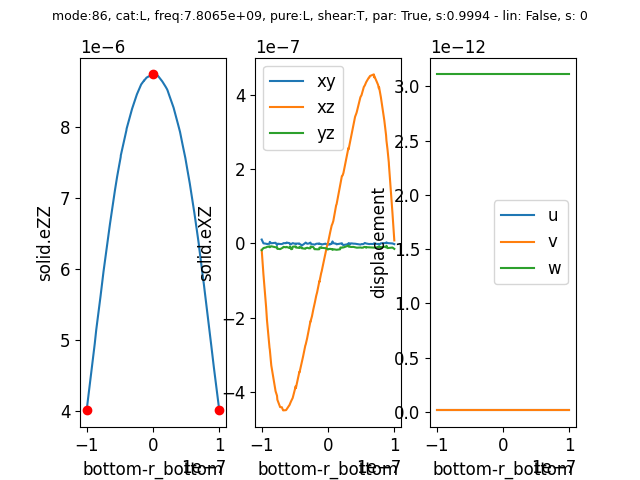 mode:86, cat:L, freq:7.8065e+09, pure:L, shear:T, par: True, s:0.9994 - lin: False, s: 0
1e−6
8
7
6
5
4
solid.eZZ
−1
0
1
1e−7
bottom-r_bottom
1e−7
4
2
0
−2
−4
solid.eXZ
xy
xz
yz
−1
0
1
1e−7
bottom-r_bottom
1e−12
3.0
2.5
2.0
1.5
1.0
0.5
0.0
displacement
u
v
w
−1
0
1
1e−7
bottom-r_bottom